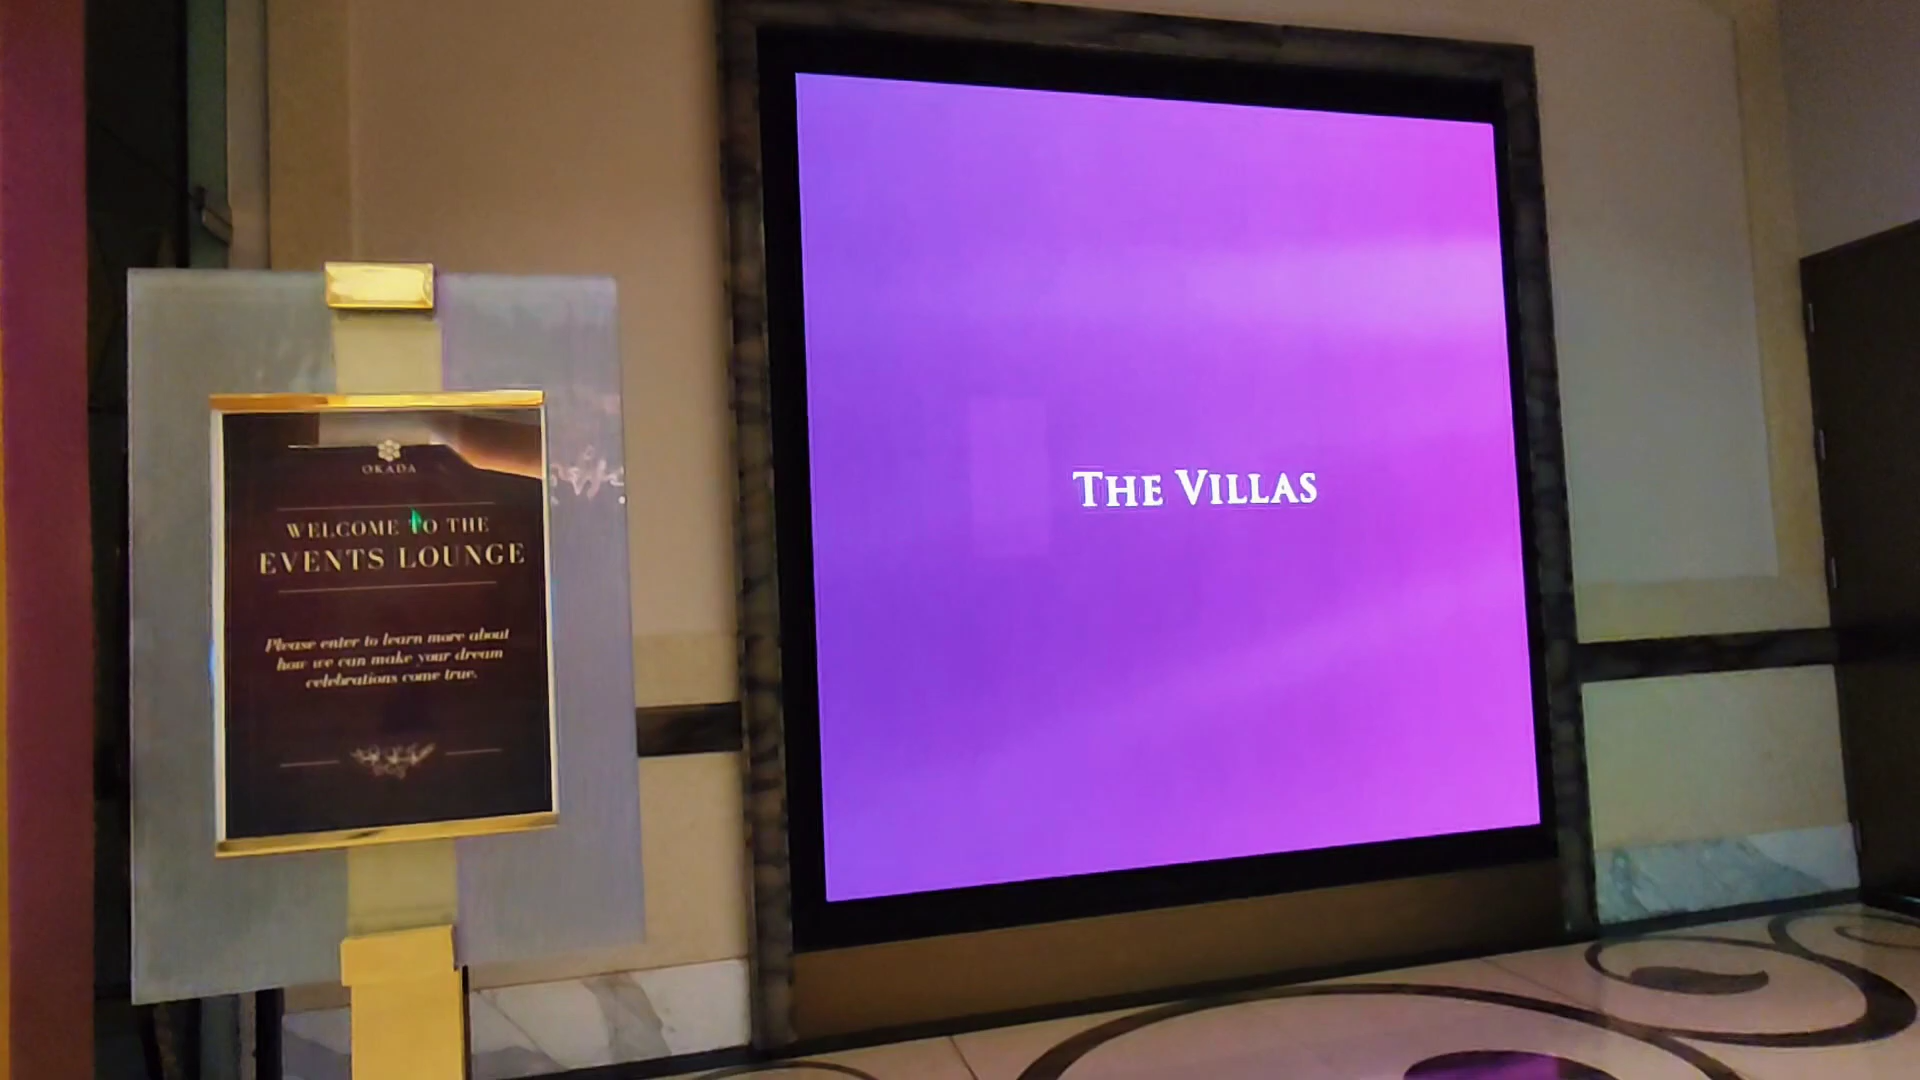 OKADA
WELCOME TO THE
EVENTS LOUNGE
Please enter to learn more about
how we can make your dream
celebrations come true.
THE VILLAS